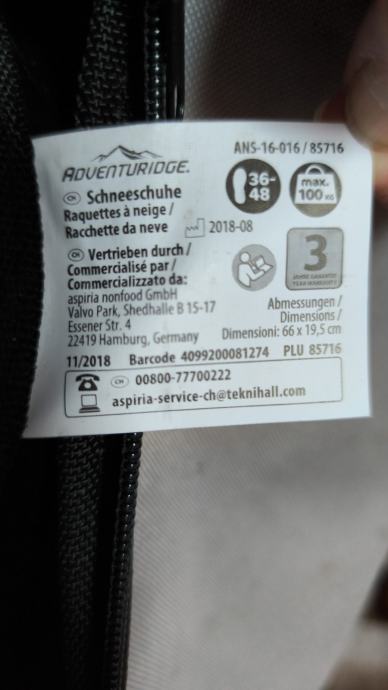 ADVENTURIDGE.
ANS-16-016 / 85716
CH Schneeschuhe
Raquettes à neige /
Racchette da neve
2018-08
36-
48
max.
100 KG
CH Vertrieben durch /
Commercialisé par /
Commercializzato da:
aspiria nonfood GmbH
Valvo Park, Shedhalle B 15-17
Essener Str. 4
22419 Hamburg, Germany
3
JAHRE GARANTIE
YEAR WARRANTY
Abmessungen /
Dimensions /
Dimensioni: 66 x 19,5 cm
11/2018 Barcode 4099200081274 PLU 85716
CH 00800-77700222
aspiria-service-ch@teknihall.com